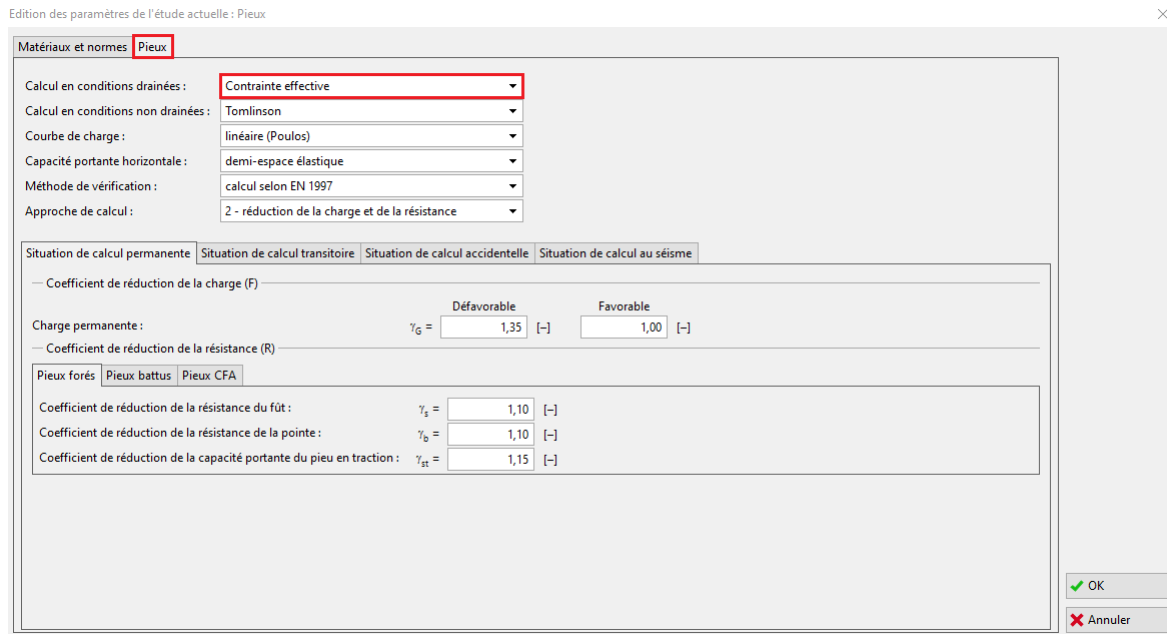 Edition des paramètres de l'étude actuelle : Pieux
Matériaux et normes Pieux
Calcul en conditions drainées : Contrainte effective
Calcul en conditions non drainées : Tomlinson
Courbe de charge : linéaire (Poulos)
Capacité portante horizontale : demi-espace élastique
Méthode de vérification : calcul selon EN 1997
Approche de calcul : 2 - réduction de la charge et de la résistance
Situation de calcul permanente Situation de calcul transitoire Situation de calcul accidentelle Situation de calcul au séisme
Coefficient de réduction de la charge (F)
Défavorable Favorable
Charge permanente : γG = 1,35 [–] 1,00 [–]
Coefficient de réduction de la résistance (R)
Pieux forés Pieux battus Pieux CFA
Coefficient de réduction de la résistance du fût : γs = 1,10 [–]
Coefficient de réduction de la résistance de la pointe : γb = 1,10 [–]
Coefficient de réduction de la capacité portante du pieu en traction : γst = 1,15 [–]
OK
Annuler